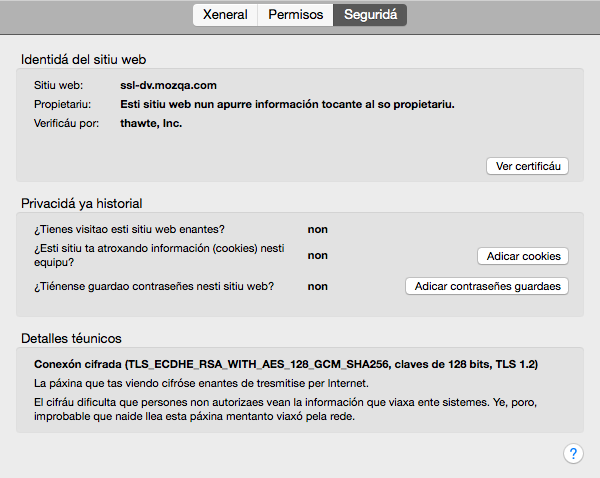 Xeneral Permisos Seguridá
Identidá del sitiu web
Sitiu web: ssl-dv.mozqa.com
Propietariu: Esti sitiu web nun apurre información tocante al so propietariu.
Verificáu por: thawte, Inc.
Ver certificáu
Privacidá ya historial
¿Tienes visitao esti sitiu web enantes? non
¿Esti sitiu ta atroxando información (cookies) nesti
equipu? non Adicar cookies
¿Tiénense guardao contraseñes nesti sitiu web? non Adicar contraseñes guardaes
Detalles téunicos
Conexón cifrada (TLS_ECDHE_RSA_WITH_AES_128_GCM_SHA256, claves de 128 bits, TLS 1.2)
La páxina que tas viendo cifróse enantes de tresmitise per Internet.
El cifráu dificulta que persones non autorizaes vean la información que viaxa ente sistemes. Ye, poro,
improbable que naide llea esta páxina mentanto viaxó pela rede.
?